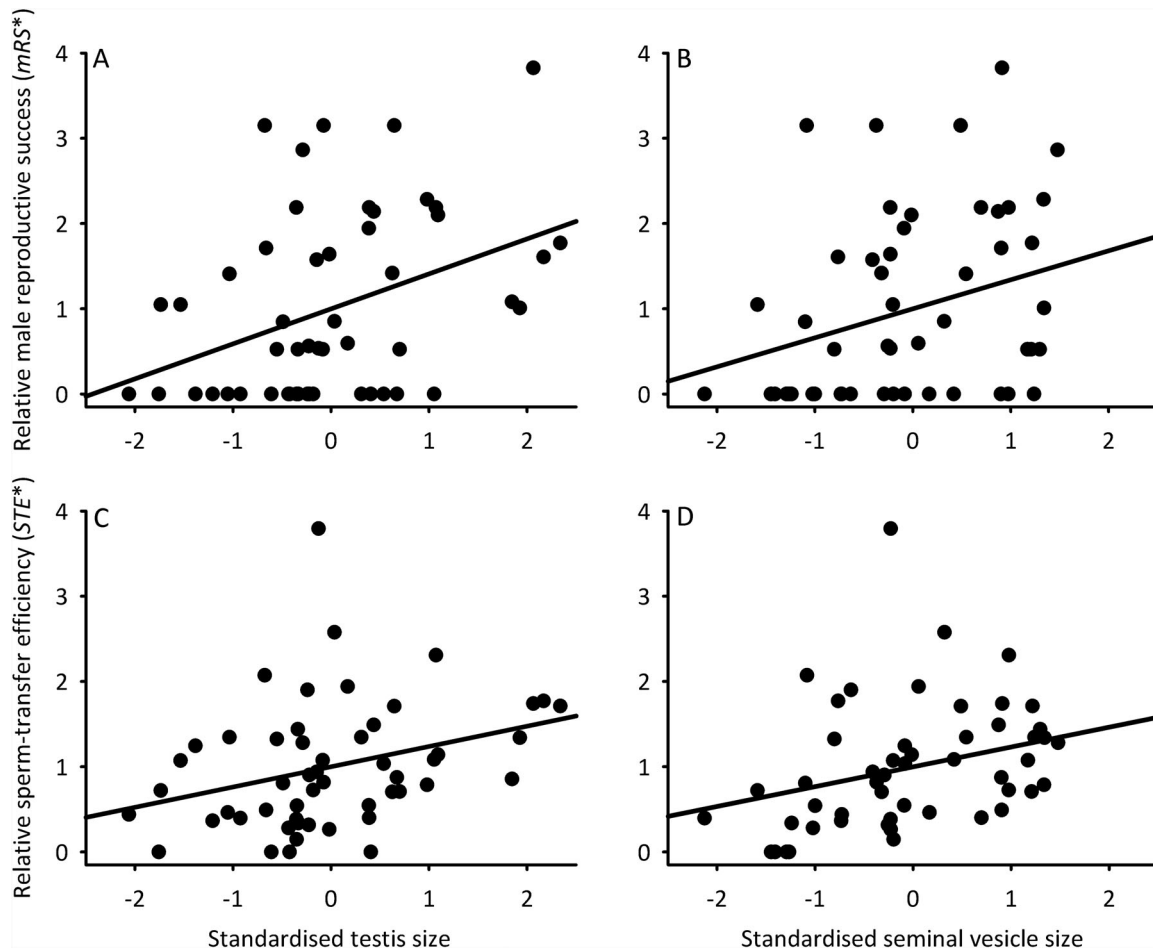 Relative male reproductive success (mRS*)
A
4
3
2
1
0
-2 -1 0 1 2
B
4
3
2
1
0
-2 -1 0 1 2
Relative sperm-transfer efficiency (STE*)
C
4
3
2
1
0
-2 -1 0 1 2
Standardised testis size
D
4
3
2
1
0
-2 -1 0 1 2
Standardised seminal vesicle size